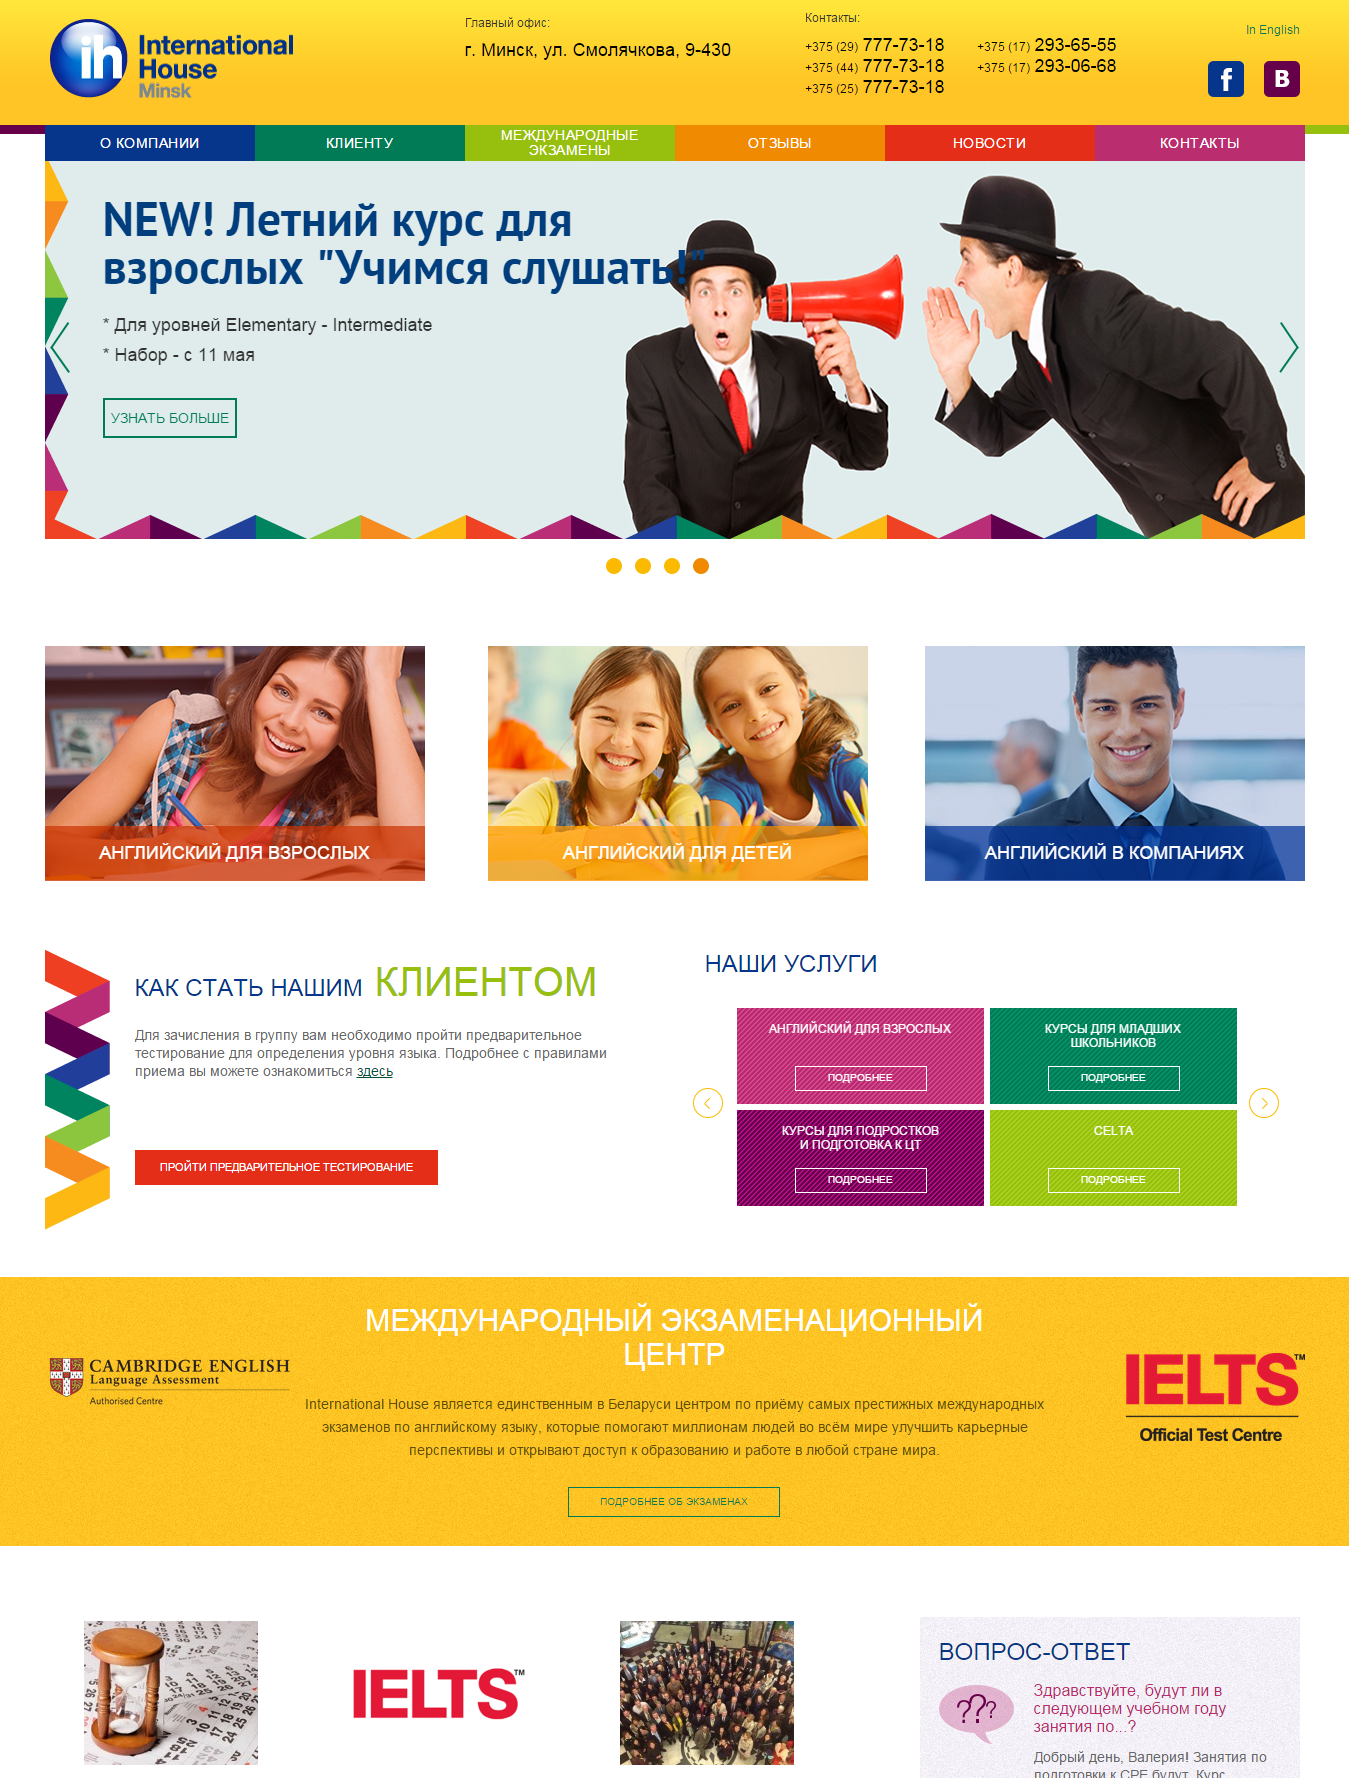 ih International House Minsk
Главный офис:
г. Минск, ул. Смолячкова, 9-430
Контакты:
+375 (29) 777-73-18
+375 (44) 777-73-18
+375 (25) 777-73-18
+375 (17) 293-65-55
+375 (17) 293-06-68
In English
f
B
О КОМПАНИИ
КЛИЕНТУ
МЕЖДУНАРОДНЫЕ
ЭКЗАМЕНЫ
ОТЗЫВЫ
НОВОСТИ
КОНТАКТЫ
NEW! Летний курс для
взрослых "Учимся слушать!"
* Для уровней Elementary - Intermediate
* Набор - с 11 мая
УЗНАТЬ БОЛЬШЕ
АНГЛИЙСКИЙ ДЛЯ ВЗРОСЛЫХ
АНГЛИЙСКИЙ ДЛЯ ДЕТЕЙ
АНГЛИЙСКИЙ В КОМПАНИЯХ
КАК СТАТЬ НАШИМ КЛИЕНТОМ
Для зачисления в группу вам необходимо пройти предварительное
тестирование для определения уровня языка. Подробнее с правилами
приема вы можете ознакомиться здесь
ПРОЙТИ ПРЕДВАРИТЕЛЬНОЕ ТЕСТИРОВАНИЕ
НАШИ УСЛУГИ
АНГЛИЙСКИЙ ДЛЯ ВЗРОСЛЫХ
ПОДРОБНЕЕ
КУРСЫ ДЛЯ МЛАДШИХ
ШКОЛЬНИКОВ
ПОДРОБНЕЕ
КУРСЫ ДЛЯ ПОДРОСТКОВ
И ПОДГОТОВКА К ЦТ
ПОДРОБНЕЕ
CELTA
ПОДРОБНЕЕ
CAMBRIDGE ENGLISH
Language Assessment
Authorised Centre
МЕЖДУНАРОДНЫЙ ЭКЗАМЕНАЦИОННЫЙ
ЦЕНТР
International House является единственным в Беларуси центром по приёму самых престижных международных
экзаменов по английскому языку, которые помогают миллионам людей во всём мире улучшить карьерные
перспективы и открывают доступ к образованию и работе в любой стране мира.
ПОДРОБНЕЕ ОБ ЭКЗАМЕНАХ
IELTS™
Official Test Centre
IELTS™
ВОПРОС-ОТВЕТ
???
Здравствуйте, будут ли в
следующем учебном году
занятия по...?
Добрый день, Валерия! Занятия по
подготовки к CPE будут. Курс